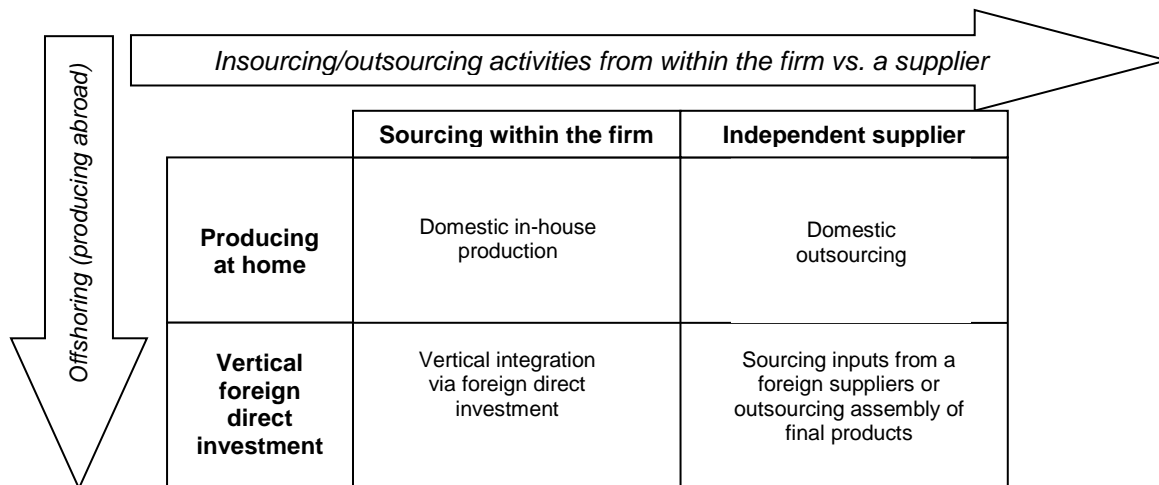 Insourcing/outsourcing activities from within the firm vs. a supplier
Offshoring (producing abroad)
Sourcing within the firm
Independent supplier
Producing
at home
Domestic in-house
production
Domestic
outsourcing
Vertical
foreign
direct
investment
Vertical integration
via foreign direct
investment
Sourcing inputs from a
foreign suppliers or
outsourcing assembly of
final products